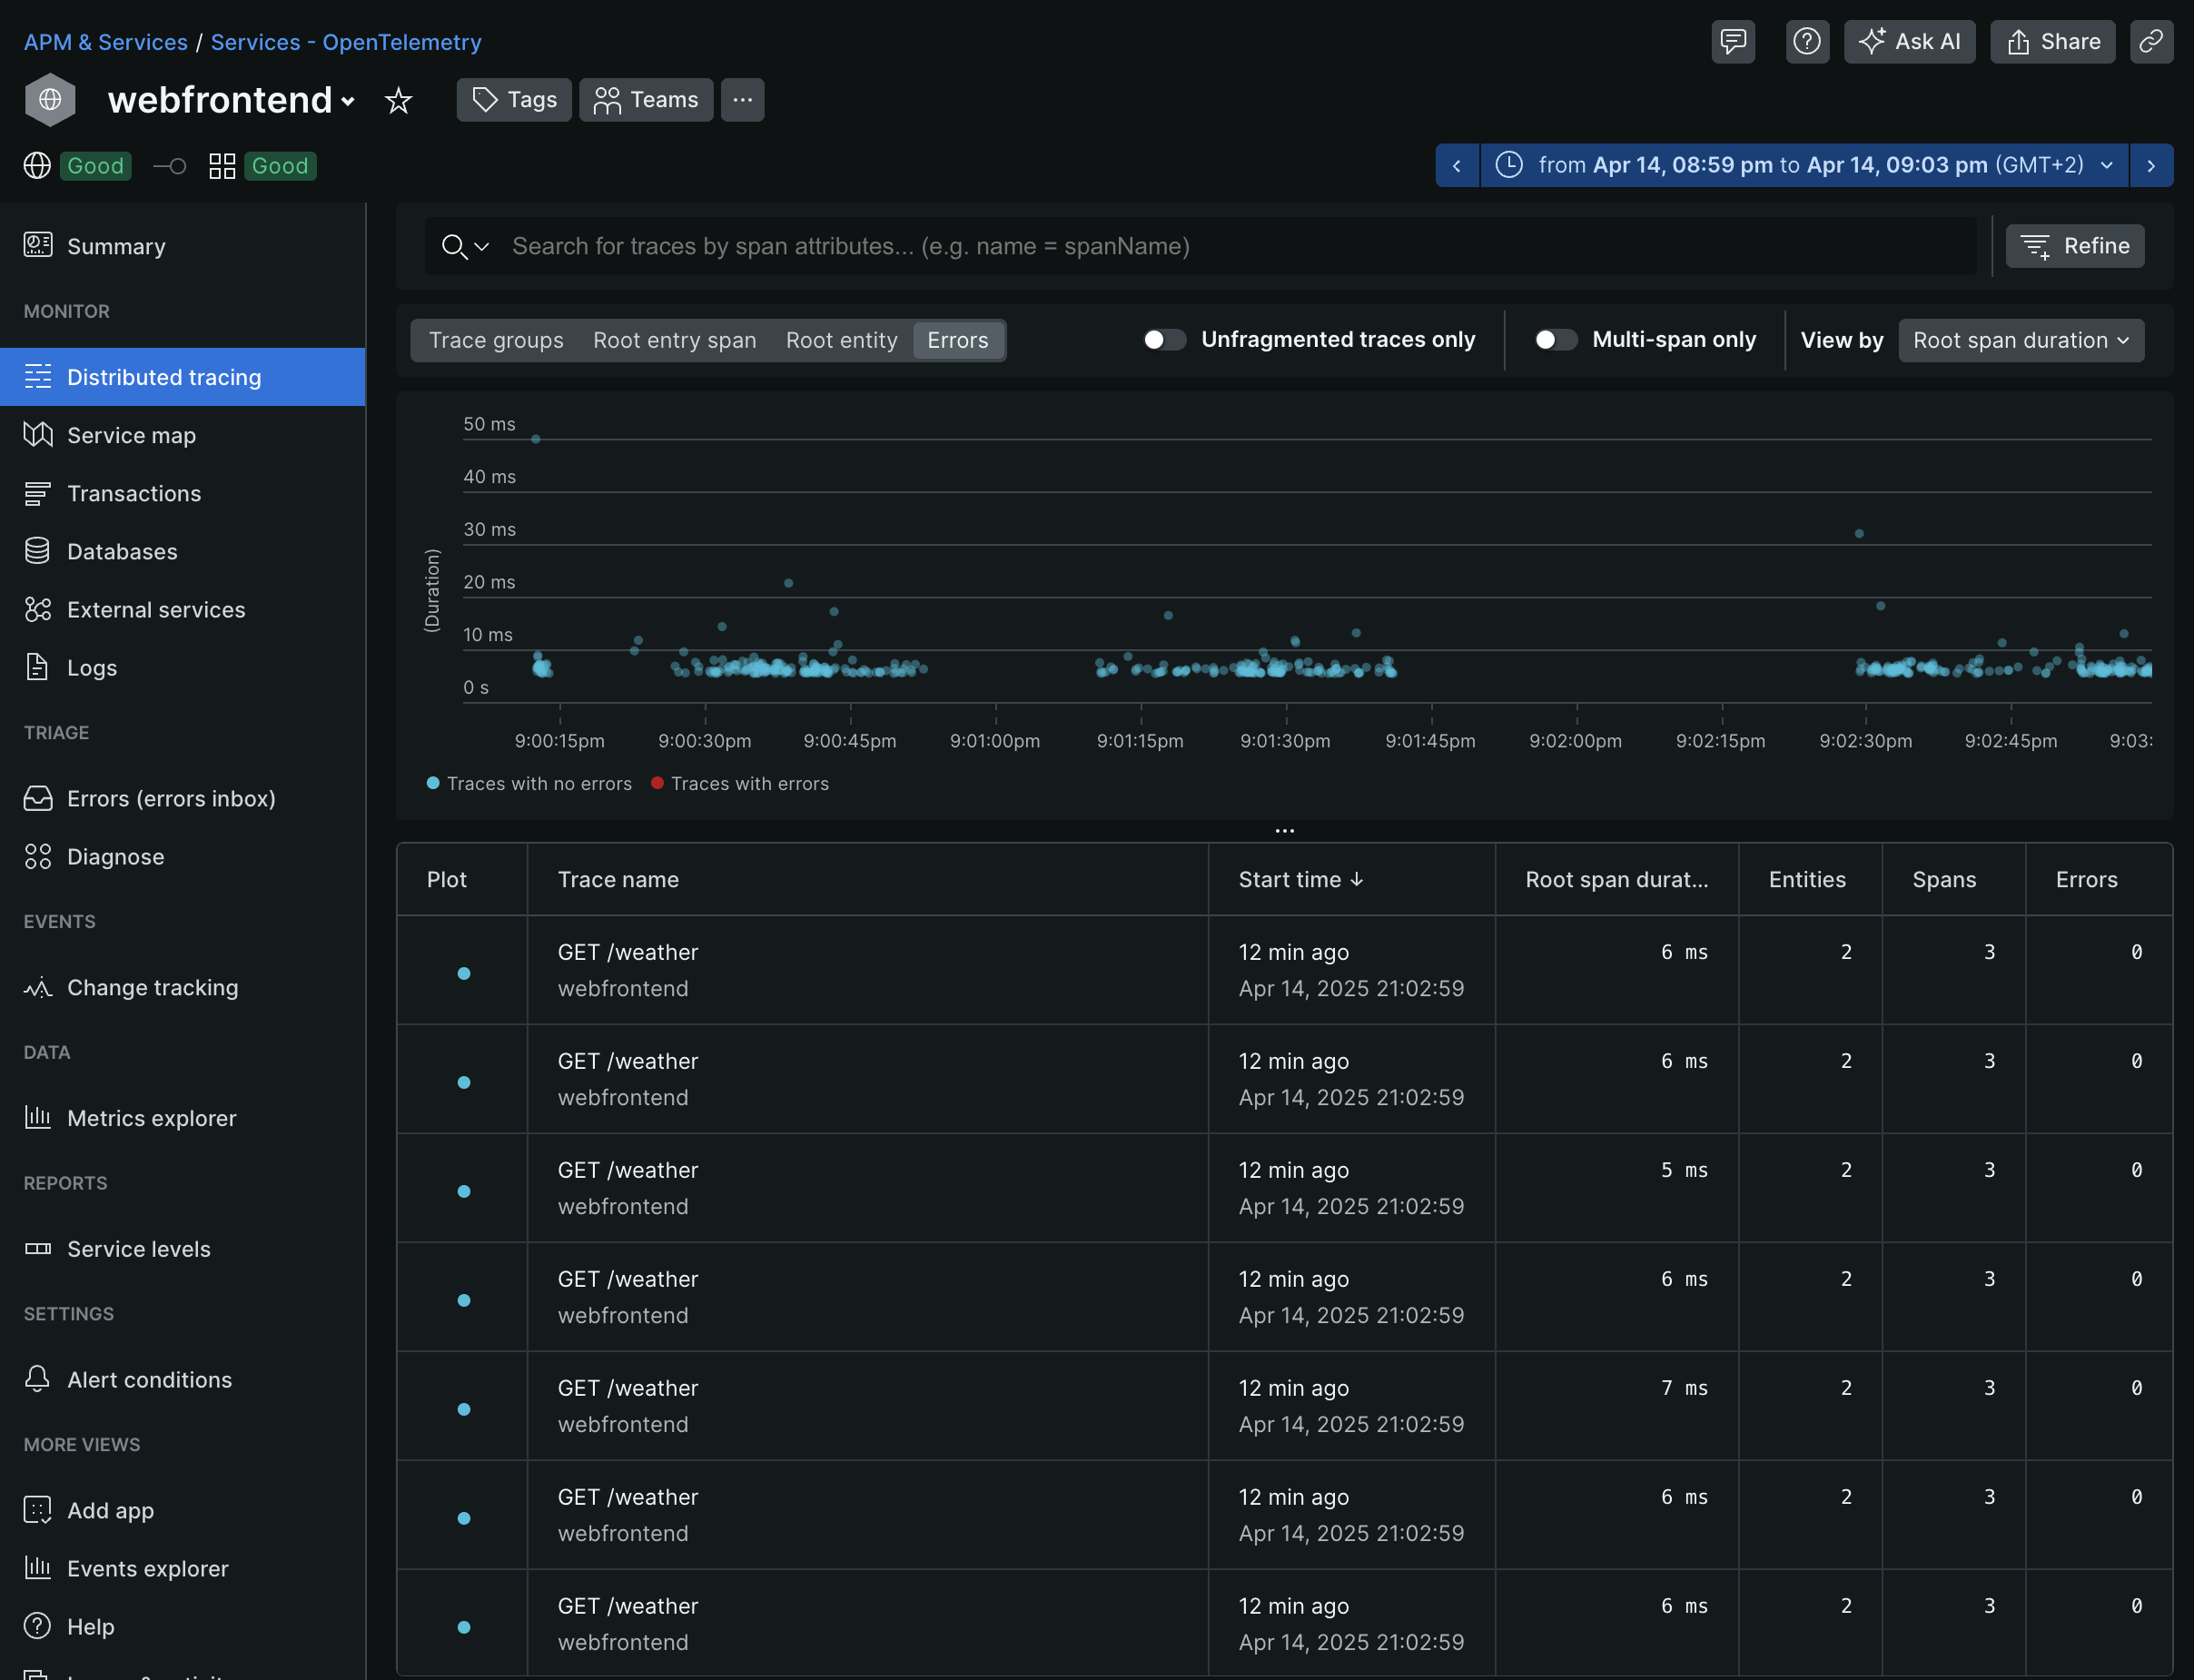 APM & Services / Services - OpenTelemetry
Ask AI
Share
webfrontend
Tags
Teams
Good
Good
from Apr 14, 08:59 pm to Apr 14, 09:03 pm (GMT+2)
Summary
MONITOR
Distributed tracing
Service map
Transactions
Databases
External services
Logs
TRIAGE
Errors (errors inbox)
Diagnose
EVENTS
Change tracking
DATA
Metrics explorer
REPORTS
Service levels
SETTINGS
Alert conditions
MORE VIEWS
Add app
Events explorer
Help
Search for traces by span attributes... (e.g. name = spanName)
Refine
Trace groups Root entry span Root entity Errors
Unfragmented traces only
Multi-span only
View by Root span duration
(Duration)
50 ms
40 ms
30 ms
20 ms
10 ms
0 s
9:00:15pm 9:00:30pm 9:00:45pm 9:01:00pm 9:01:15pm 9:01:30pm 9:01:45pm 9:02:00pm 9:02:15pm 9:02:30pm 9:02:45pm 9:03:
Traces with no errors Traces with errors
...
Plot Trace name Start time ↓ Root span durat... Entities Spans Errors
GET /weather 12 min ago 6 ms 2 3 0
webfrontend Apr 14, 2025 21:02:59
GET /weather 12 min ago 6 ms 2 3 0
webfrontend Apr 14, 2025 21:02:59
GET /weather 12 min ago 5 ms 2 3 0
webfrontend Apr 14, 2025 21:02:59
GET /weather 12 min ago 6 ms 2 3 0
webfrontend Apr 14, 2025 21:02:59
GET /weather 12 min ago 7 ms 2 3 0
webfrontend Apr 14, 2025 21:02:59
GET /weather 12 min ago 6 ms 2 3 0
webfrontend Apr 14, 2025 21:02:59
GET /weather 12 min ago 6 ms 2 3 0
webfrontend Apr 14, 2025 21:02:59